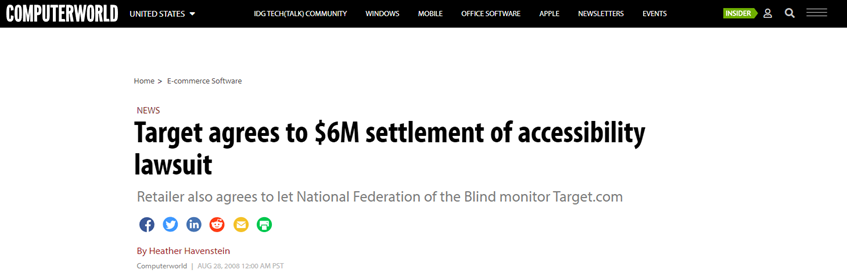 COMPUTERWORLD UNITED STATES IDG TECH(TALK) COMMUNITY WINDOWS MOBILE OFFICE SOFTWARE APPLE NEWSLETTERS EVENTS INSIDER
Home > E-commerce Software
NEWS
Target agrees to $6M settlement of accessibility
lawsuit
Retailer also agrees to let National Federation of the Blind monitor Target.com
By Heather Havenstein
Computerworld | AUG 28, 2008 12:00 AM PST